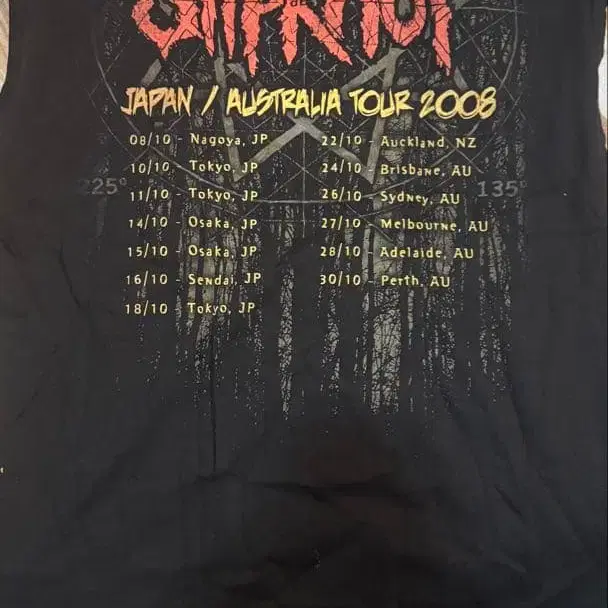 SLIPKNOT
JAPAN / AUSTRALIA TOUR 2008
08/10 - Nagoya, JP
10/10 - Tokyo, JP
11/10 - Tokyo, JP
14/10 - Osaka, JP
15/10 - Osaka, JP
16/10 - Sendai, JP
18/10 - Tokyo, JP
22/10 - Auckland, NZ
24/10 - Brisbane, AU
26/10 - Sydney, AU
27/10 - Melbourne, AU
28/10 - Adelaide, AU
30/10 - Perth, AU
225°
135°